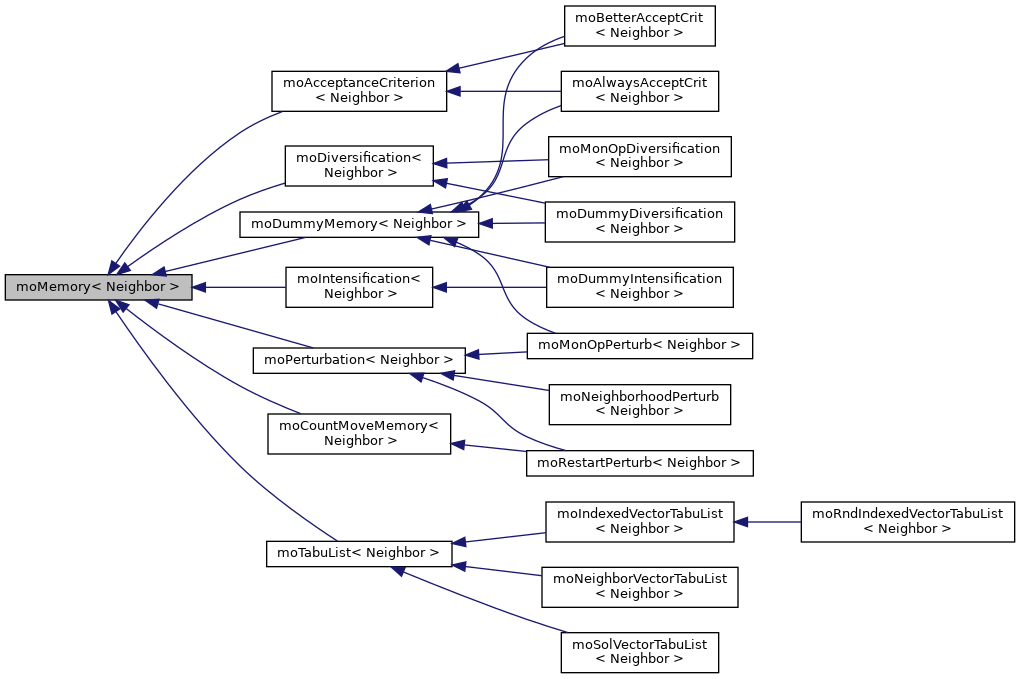 moBetterAcceptCrit
< Neighbor >
moAcceptanceCriterion
< Neighbor >
moAlwaysAcceptCrit
< Neighbor >
moMonOpDiversification
< Neighbor >
moDiversification<
Neighbor >
moDummyDiversification
< Neighbor >
moDummyMemory< Neighbor >
moMemory< Neighbor >
moIntensification<
Neighbor >
moDummyIntensification
< Neighbor >
moMonOpPerturb< Neighbor >
moPerturbation< Neighbor >
moNeighborhoodPerturb
< Neighbor >
moCountMoveMemory<
Neighbor >
moRestartPerturb< Neighbor >
moIndexedVectorTabuList
< Neighbor >
moRndIndexedVectorTabuList
< Neighbor >
moTabuList< Neighbor >
moNeighborVectorTabuList
< Neighbor >
moSolVectorTabuList
< Neighbor >